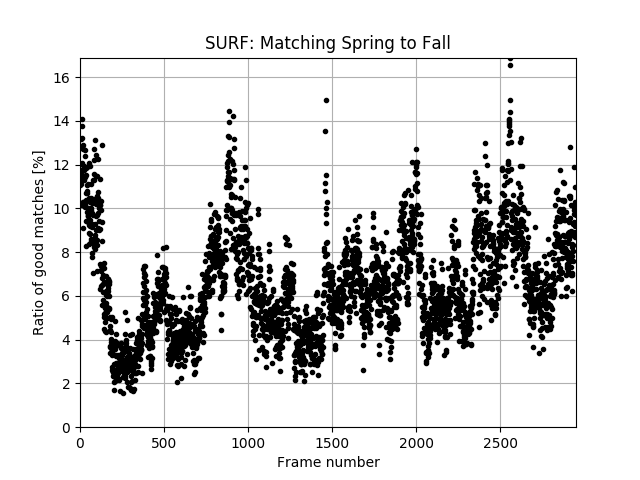 SURF: Matching Spring to Fall
16
14
12
10
8
6
4
2
0
Ratio of good matches [%]
0 500 1000 1500 2000 2500
Frame number